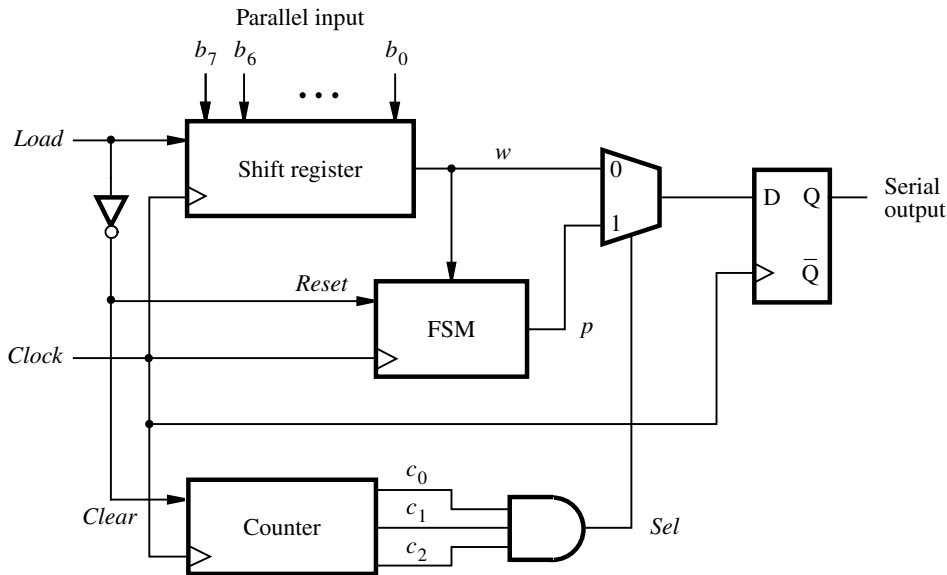 Parallel input
b7 b6 b0
Load
Shift register
w
0
1
D Q
Q̅
Serial
output
Reset
FSM
p
Clock
Clear
Counter
c0
c1
c2
Sel